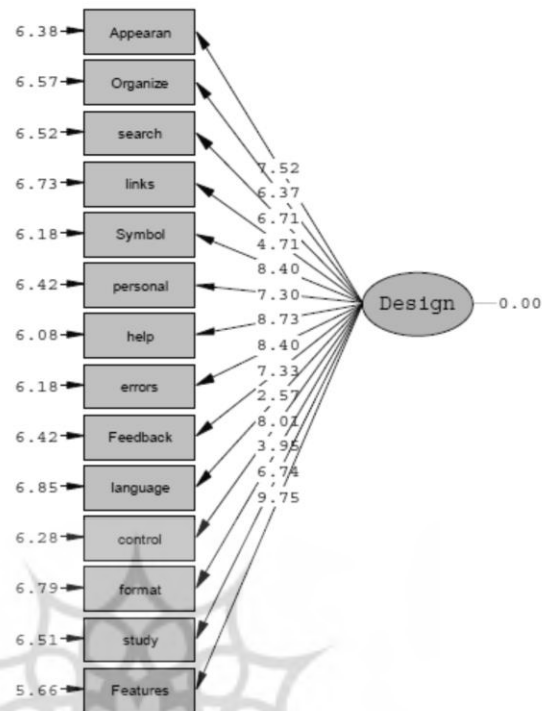 6.38 Appearan
6.57 Organize
6.52 search
7.52
6.73 links
6.37
6.71
6.18 Symbol
4.71
8.40
6.42 personal
7.30
Design 0.00
6.08 help
8.73
8.40
6.18 errors
7.33
2.57
6.42 Feedback
8.01
3.95
6.85 language
6.74
9.75
6.28 control
6.79 format
6.51 study
5.66 Features